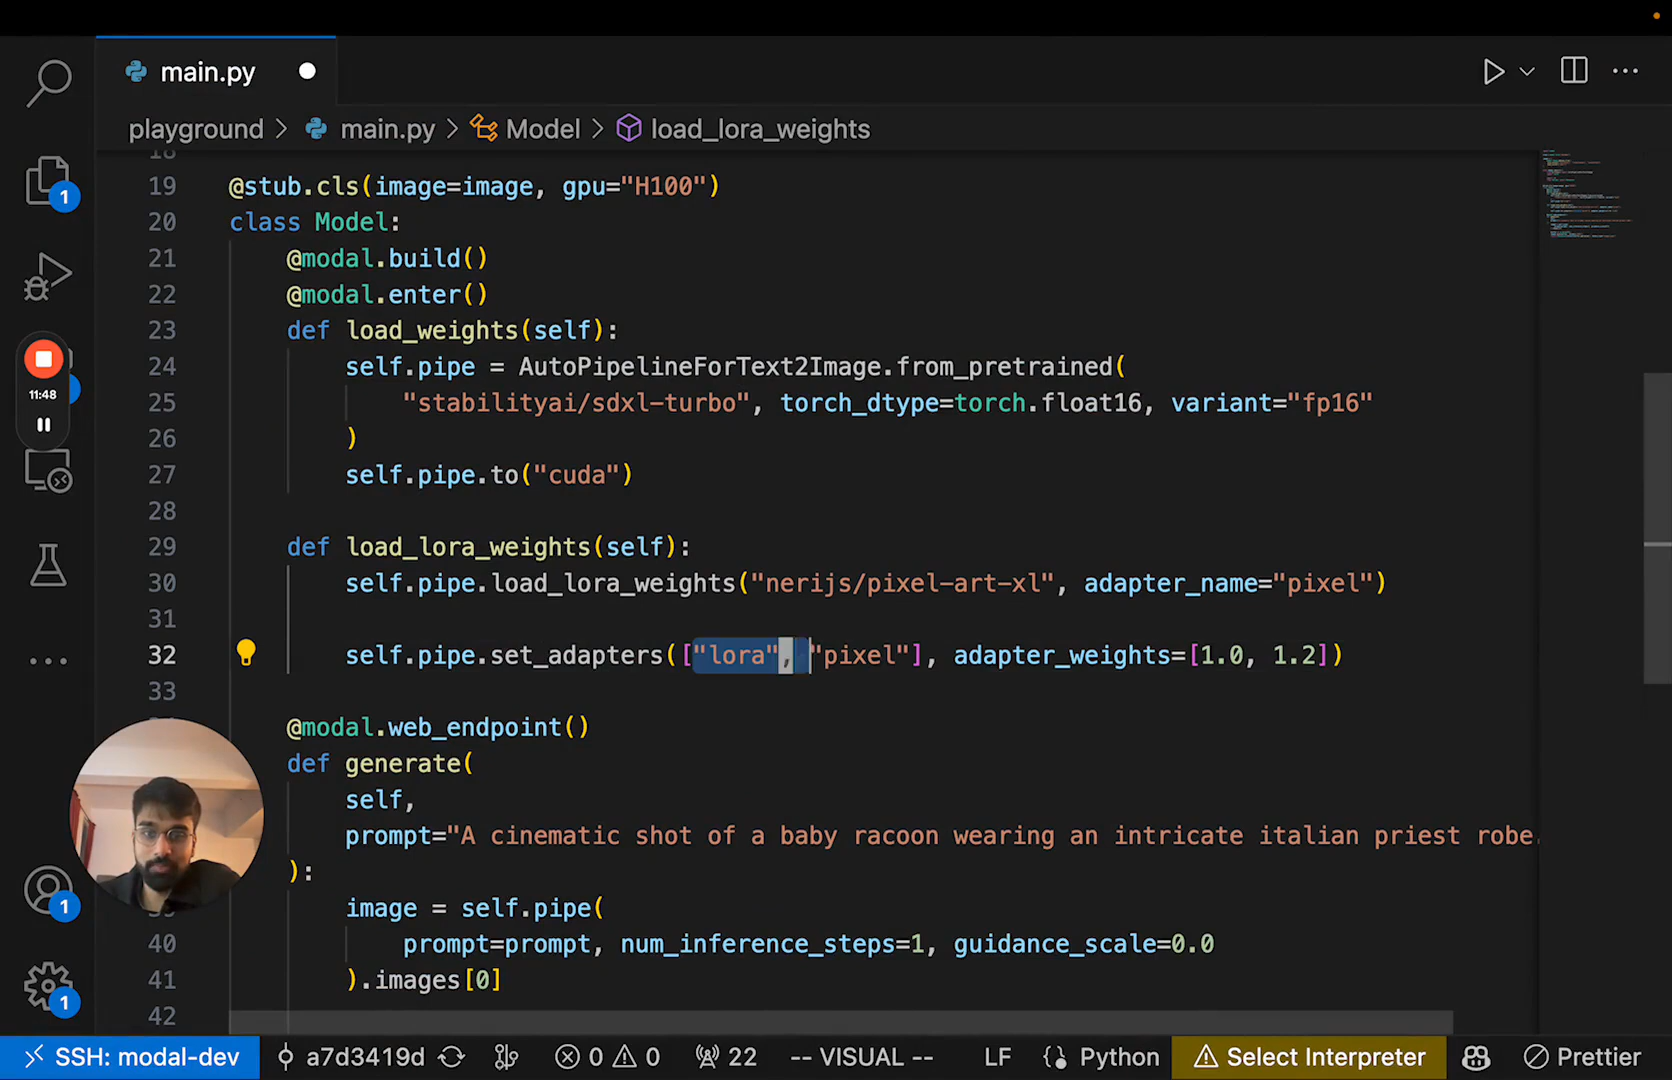 main.py
playground > main.py > Model > load_lora_weights
18
19 @stub.cls(image=image, gpu="H100")
20 class Model:
21 @modal.build()
22 @modal.enter()
23 def load_weights(self):
24 self.pipe = AutoPipelineForText2Image.from_pretrained(
25 "stabilityai/sdxl-turbo", torch_dtype=torch.float16, variant="fp16"
26 )
27 self.pipe.to("cuda")
28
29 def load_lora_weights(self):
30 self.pipe.load_lora_weights("nerijs/pixel-art-xl", adapter_name="pixel")
31
32 self.pipe.set_adapters(["lora", "pixel"], adapter_weights=[1.0, 1.2])
33
@modal.web_endpoint()
def generate(
self,
prompt="A cinematic shot of a baby racoon wearing an intricate italian priest robe.
):
image = self.pipe(
40 prompt=prompt, num_inference_steps=1, guidance_scale=0.0
41 ).images[0]
42
1
11:48
1
1
SSH: modal-dev a7d3419d 0 0 22 -- VISUAL -- LF Python Select Interpreter Prettier